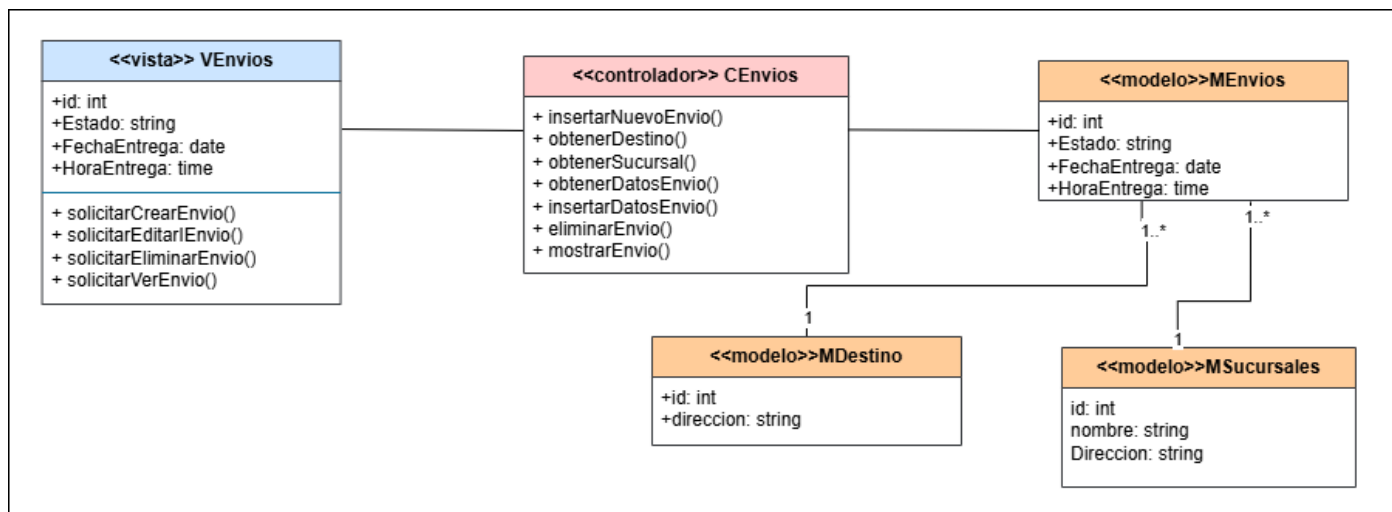 <<vista>> VEnvios
+id: int
+Estado: string
+FechaEntrega: date
+HoraEntrega: time
+ solicitarCrearEnvio()
+ solicitarEditarlEnvio()
+ solicitarEliminarEnvio()
+ solicitarVerEnvio()
<<controlador>> CEnvios
+ insertarNuevoEnvio()
+ obtenerDestino()
+ obtenerSucursal()
+ obtenerDatosEnvio()
+ insertarDatosEnvio()
+ eliminarEnvio()
+ mostrarEnvio()
<<modelo>>MEnvios
+id: int
+Estado: string
+FechaEntrega: date
+HoraEntrega: time
1..*
1..*
1
1
<<modelo>>MDestino
+id: int
+direccion: string
<<modelo>>MSucursales
id: int
nombre: string
Direccion: string